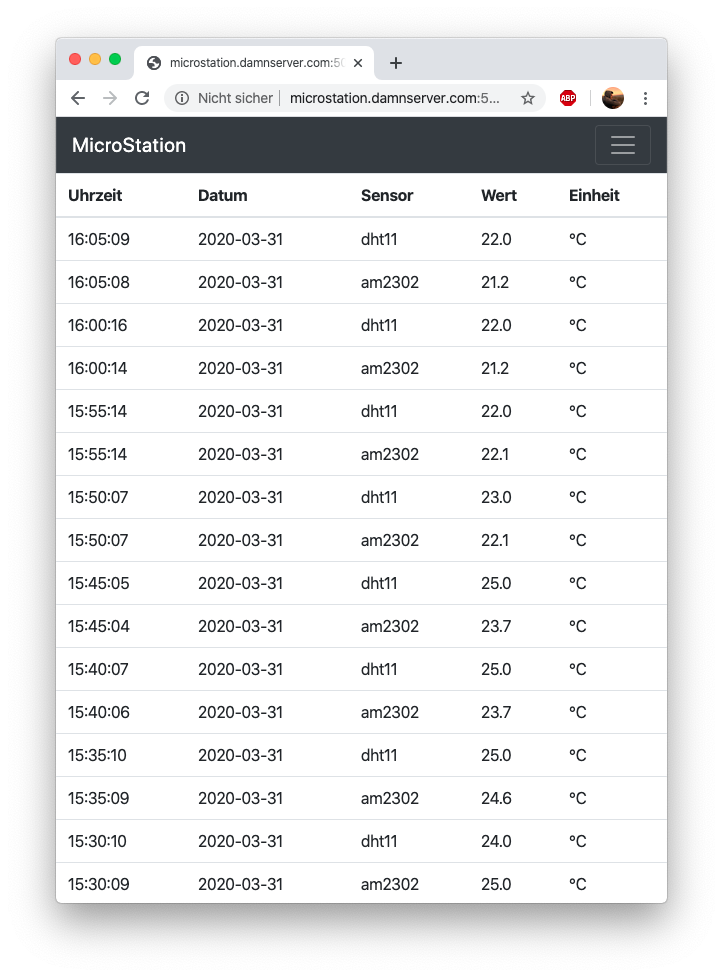 microstation.damnserver.com:50
Nicht sicher microstation.damnserver.com:5...
ABP
MicroStation
Uhrzeit Datum Sensor Wert Einheit
16:05:09 2020-03-31 dht11 22.0 °C
16:05:08 2020-03-31 am2302 21.2 °C
16:00:16 2020-03-31 dht11 22.0 °C
16:00:14 2020-03-31 am2302 21.2 °C
15:55:14 2020-03-31 dht11 22.0 °C
15:55:14 2020-03-31 am2302 22.1 °C
15:50:07 2020-03-31 dht11 23.0 °C
15:50:07 2020-03-31 am2302 22.1 °C
15:45:05 2020-03-31 dht11 25.0 °C
15:45:04 2020-03-31 am2302 23.7 °C
15:40:07 2020-03-31 dht11 25.0 °C
15:40:06 2020-03-31 am2302 23.7 °C
15:35:10 2020-03-31 dht11 25.0 °C
15:35:09 2020-03-31 am2302 24.6 °C
15:30:10 2020-03-31 dht11 24.0 °C
15:30:09 2020-03-31 am2302 25.0 °C